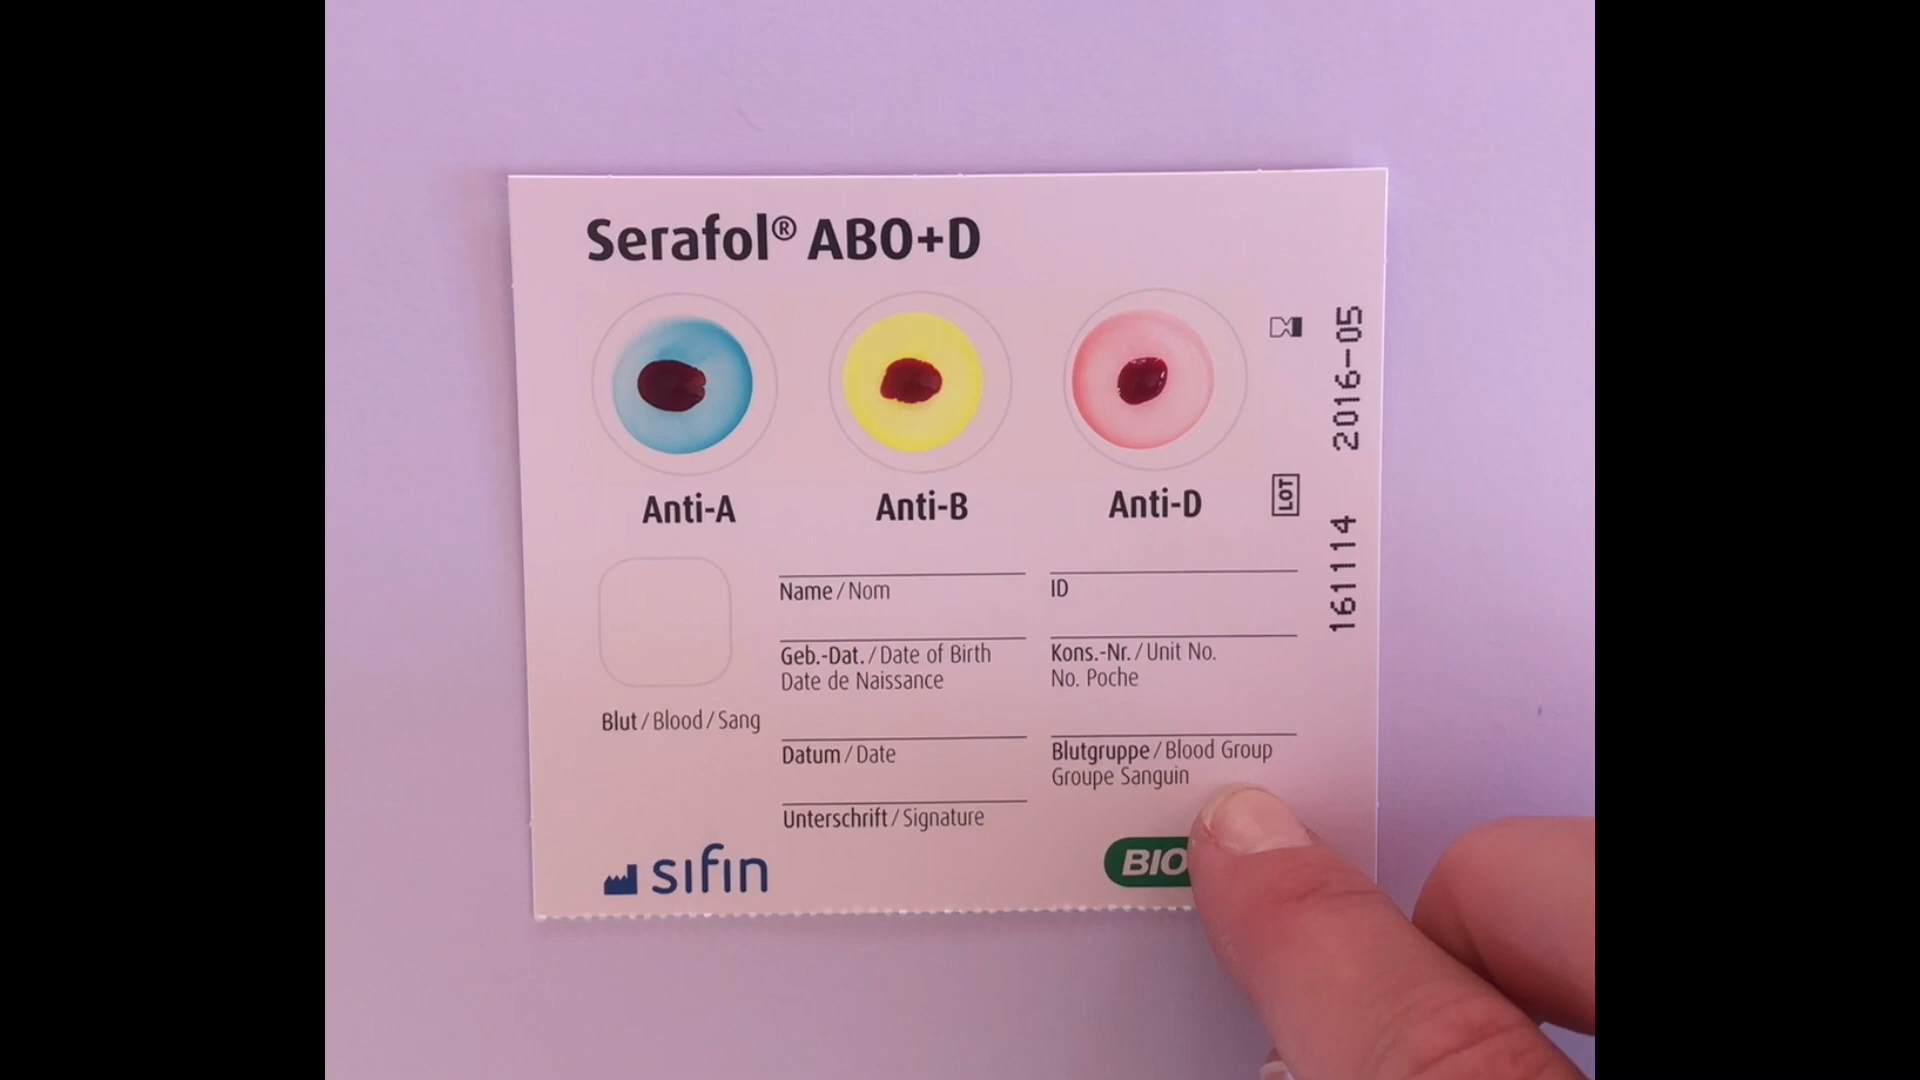 Serafol® ABO+D
Anti-A
Anti-B
Anti-D
LOT
161114
2016-05
Name / Nom
ID
Geb.-Dat. / Date of Birth
Date de Naissance
Kons.-Nr. / Unit No.
No. Poche
Blut / Blood / Sang
Datum / Date
Blutgruppe / Blood Group
Groupe Sanguin
Unterschrift / Signature
sifin
BIO